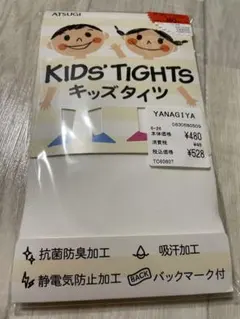 ATSUGI
KIDS' TIGHTS
キッズタイツ
YANAGIYA
本体価格 ¥480
消費税 ¥48
税込価格 ¥528
抗菌防臭加工
吸汗加工
静電気防止加工
BACK バックマーク付